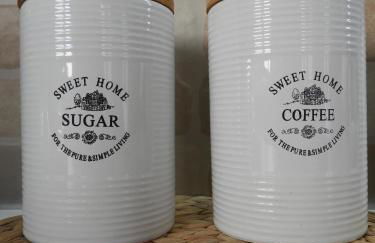 SWEET HOME
SUGAR
FOR THE PURE & SIMPLE LIVING
SWEET HOME
COFFEE
FOR THE PURE & SIMPLE LIVING